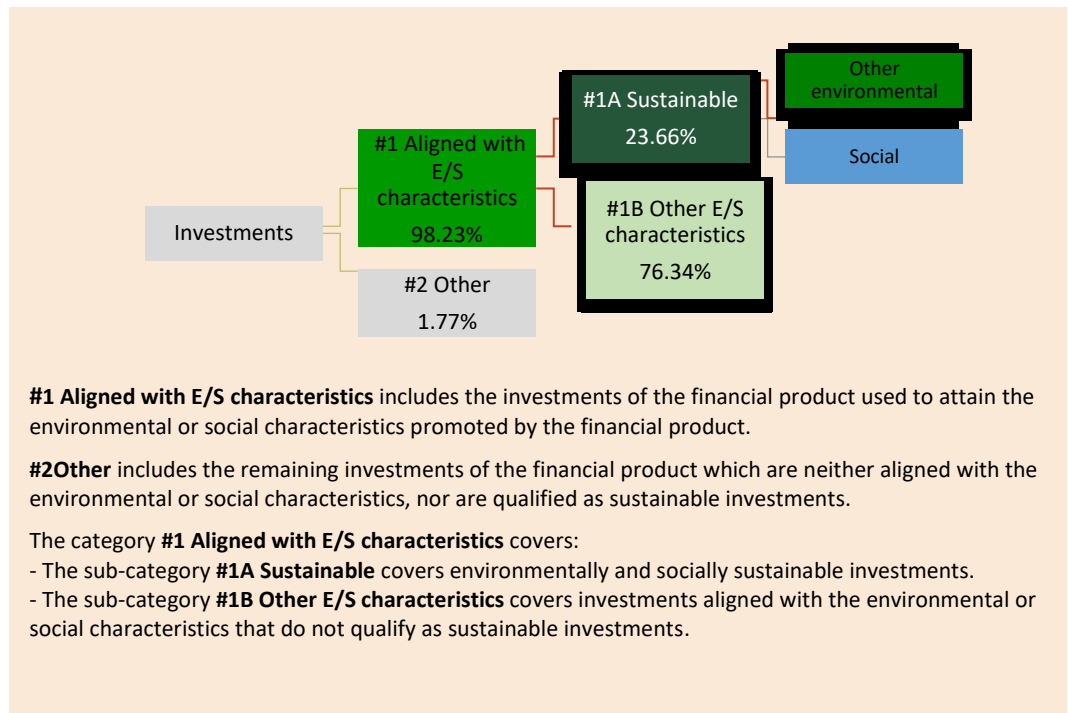 Investments
#1 Aligned with
E/S
characteristics
98.23%
#2 Other
1.77%
#1A Sustainable
23.66%
#1B Other E/S
characteristics
76.34%
Other
environmental
Social
#1 Aligned with E/S characteristics includes the investments of the financial product used to attain the
environmental or social characteristics promoted by the financial product.
#2Other includes the remaining investments of the financial product which are neither aligned with the
environmental or social characteristics, nor are qualified as sustainable investments.
The category #1 Aligned with E/S characteristics covers:
- The sub-category #1A Sustainable covers environmentally and socially sustainable investments.
- The sub-category #1B Other E/S characteristics covers investments aligned with the environmental or
social characteristics that do not qualify as sustainable investments.